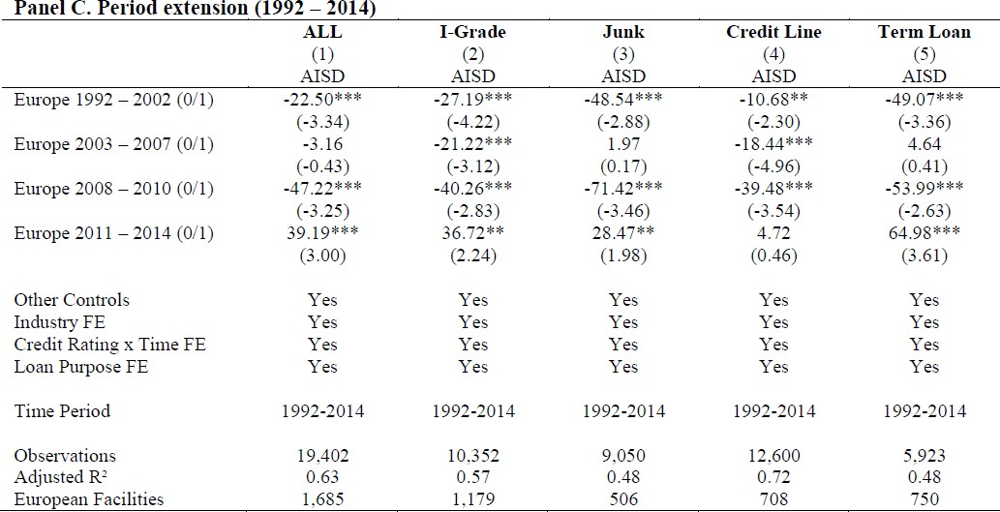 Panel C. Period extension (1992 – 2014)
ALL I-Grade Junk Credit Line Term Loan
(1) (2) (3) (4) (5)
AISD AISD AISD AISD AISD
Europe 1992 – 2002 (0/1) -22.50*** -27.19*** -48.54*** -10.68** -49.07***
(-3.34) (-4.22) (-2.88) (-2.30) (-3.36)
Europe 2003 – 2007 (0/1) -3.16 -21.22*** 1.97 -18.44*** 4.64
(-0.43) (-3.12) (0.17) (-4.96) (0.41)
Europe 2008 – 2010 (0/1) -47.22*** -40.26*** -71.42*** -39.48*** -53.99***
(-3.25) (-2.83) (-3.46) (-3.54) (-2.63)
Europe 2011 – 2014 (0/1) 39.19*** 36.72** 28.47** 4.72 64.98***
(3.00) (2.24) (1.98) (0.46) (3.61)
Other Controls Yes Yes Yes Yes Yes
Industry FE Yes Yes Yes Yes Yes
Credit Rating x Time FE Yes Yes Yes Yes Yes
Loan Purpose FE Yes Yes Yes Yes Yes
Time Period 1992-2014 1992-2014 1992-2014 1992-2014 1992-2014
Observations 19,402 10,352 9,050 12,600 5,923
Adjusted R² 0.63 0.57 0.48 0.72 0.48
European Facilities 1,685 1,179 506 708 750